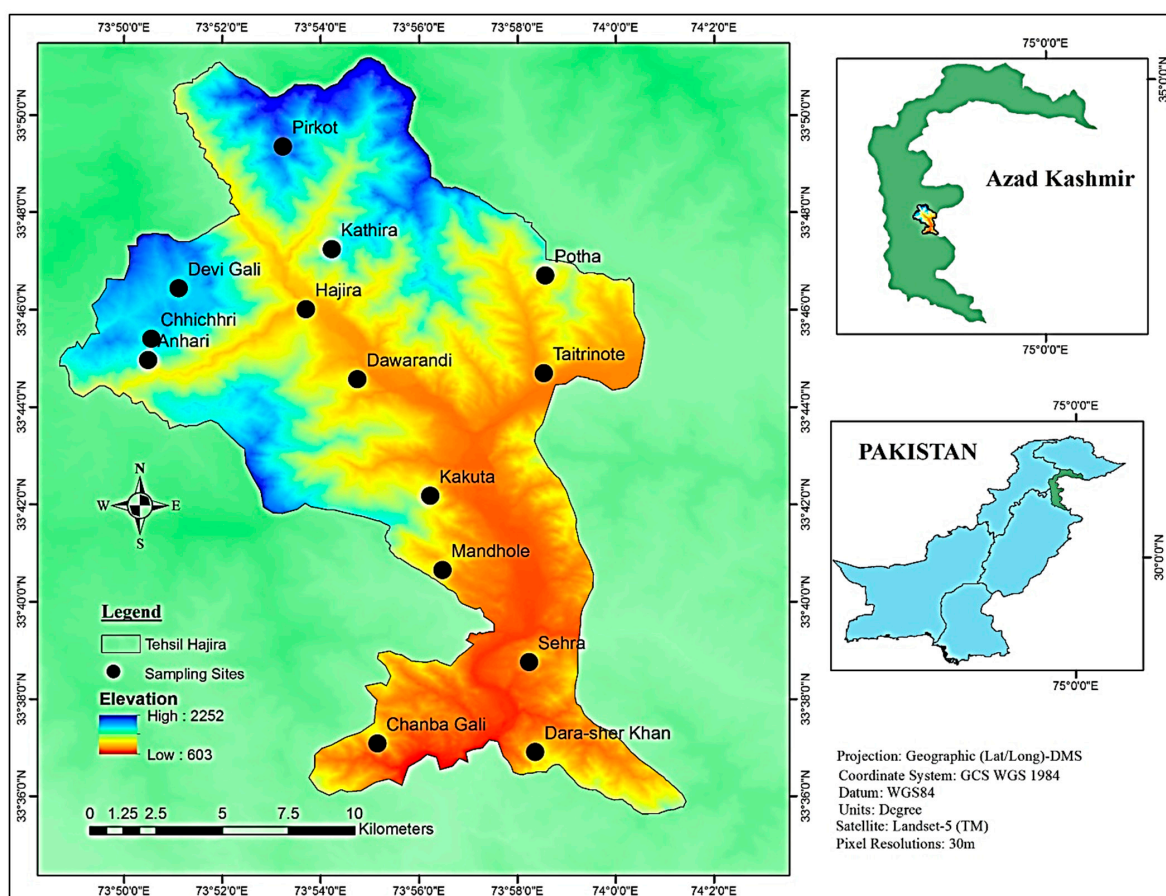 73°50'0"E 73°52'0"E 73°54'0"E 73°56'0"E 73°58'0"E 74°0'0"E 74°2'0"E
33°50'0"N
33°48'0"N
33°46'0"N
33°44'0"N
33°42'0"N
33°40'0"N
33°38'0"N
33°36'0"N
Pirkot
Kathira
Devi Gali
Potha
Hajira
Chhichhri
Anhari
Dawarandi
Taitrinote
Kakuta
Mandhole
Sehra
Chanba Gali
Dara-sher Khan
N
W E
S
Legend
Tehsil Hajira
Sampling Sites
Elevation
High : 2252
Low : 603
0 1.25 2.5 5 7.5 10
Kilometers
33°50'0"N
33°48'0"N
33°46'0"N
33°44'0"N
33°42'0"N
33°40'0"N
33°38'0"N
33°36'0"N
73°50'0"E 73°52'0"E 73°54'0"E 73°56'0"E 73°58'0"E 74°0'0"E 74°2'0"E
75°0'0"E
35°0'0"N
Azad Kashmir
75°0'0"E
75°0'0"E
PAKISTAN
30°0'0"N
75°0'0"E
Projection: Geographic (Lat/Long)-DMS
Coordinate System: GCS WGS 1984
Datum: WGS84
Units: Degree
Satellite: Landset-5 (TM)
Pixel Resolutions: 30m